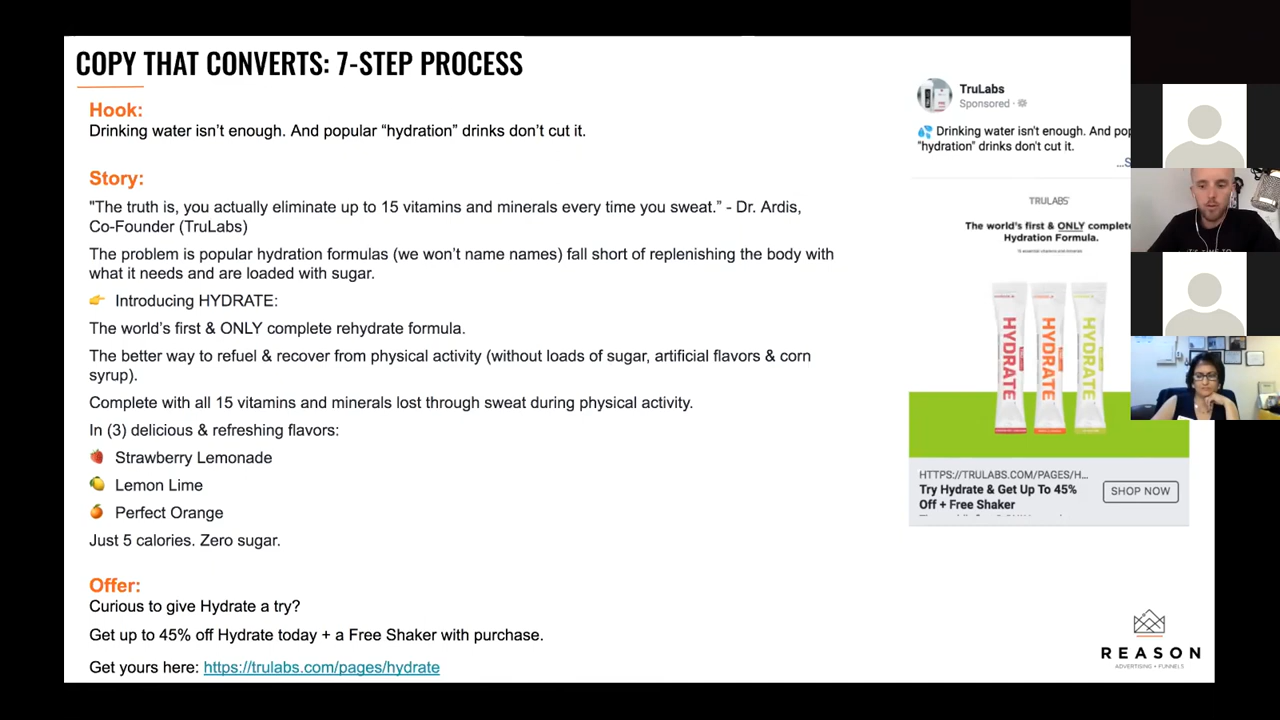 COPY THAT CONVERTS: 7-STEP PROCESS
Hook:
Drinking water isn’t enough. And popular “hydration” drinks don’t cut it.
Story:
"The truth is, you actually eliminate up to 15 vitamins and minerals every time you sweat.” - Dr. Ardis,
Co-Founder (TruLabs)
The problem is popular hydration formulas (we won’t name names) fall short of replenishing the body with
what it needs and are loaded with sugar.
👉 Introducing HYDRATE:
The world’s first & ONLY complete rehydrate formula.
The better way to refuel & recover from physical activity (without loads of sugar, artificial flavors & corn
syrup).
Complete with all 15 vitamins and minerals lost through sweat during physical activity.
In (3) delicious & refreshing flavors:
🍓 Strawberry Lemonade
🍋 Lemon Lime
🍊 Perfect Orange
Just 5 calories. Zero sugar.
Offer:
Curious to give Hydrate a try?
Get up to 45% off Hydrate today + a Free Shaker with purchase.
Get yours here: https://trulabs.com/pages/hydrate
TruLabs
Sponsored ·
💦 Drinking water isn't enough. And pop
"hydration" drinks don't cut it.
...S
TRULABS
The world's first & ONLY complet
Hydration Formula.
15 essential vitamins and minerals
HYDRATE
HYDRATE
HYDRATE
HTTPS://TRULABS.COM/PAGES/H...
Try Hydrate & Get Up To 45%
Off + Free Shaker
SHOP NOW
IT'S TIME TO
REASON
ADVERTISING + FUNNELS